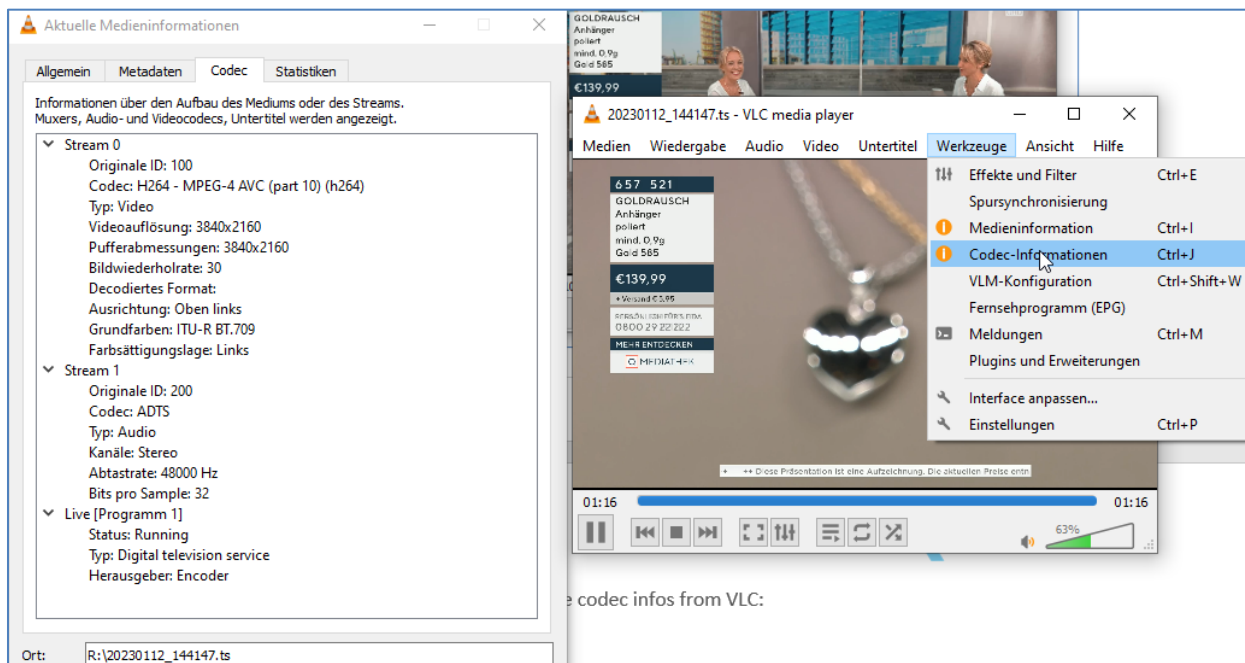 Aktuelle Medieninformationen
Allgemein Metadaten Codec Statistiken
Informationen über den Aufbau des Mediums oder des Streams.
Muxers, Audio- und Videocodecs, Untertitel werden angezeigt.
Stream 0
Originale ID: 100
Codec: H264 - MPEG-4 AVC (part 10) (h264)
Typ: Video
Videoauflösung: 3840x2160
Pufferabmessungen: 3840x2160
Bildwiederholrate: 30
Decodiertes Format:
Ausrichtung: Oben links
Grundfarben: ITU-R BT.709
Farbsättigungslage: Links
Stream 1
Originale ID: 200
Codec: ADTS
Typ: Audio
Kanäle: Stereo
Abtastrate: 48000 Hz
Bits pro Sample: 32
Live [Programm 1]
Status: Running
Typ: Digital television service
Herausgeber: Encoder
Ort: R:\20230112_144147.ts
GOLDRAUSCH
Anhänger
poliert
mind. 0,9g
Gold 585
€139,99
20230112_144147.ts - VLC media player
Medien Wiedergabe Audio Video Untertitel Werkzeuge Ansicht Hilfe
657 521
GOLDRAUSCH
Anhänger
poliert
mind. 0,9g
Gold 585
€139,99
+ Versand € 5,95
0800 29 22 222
MEHR ENTDECKEN
MEDIATHEK
Effekte und Filter Ctrl+E
Spursynchronisierung
Medieninformation Ctrl+I
Codec-Informationen Ctrl+J
VLM-Konfiguration Ctrl+Shift+W
Fernsehprogramm (EPG)
Meldungen Ctrl+M
Plugins und Erweiterungen
Interface anpassen...
Einstellungen Ctrl+P
+ ++ Diese Präsentation ist eine Aufzeichnung. Die aktuellen Preise entn
01:16 01:16
63%
codec infos from VLC: